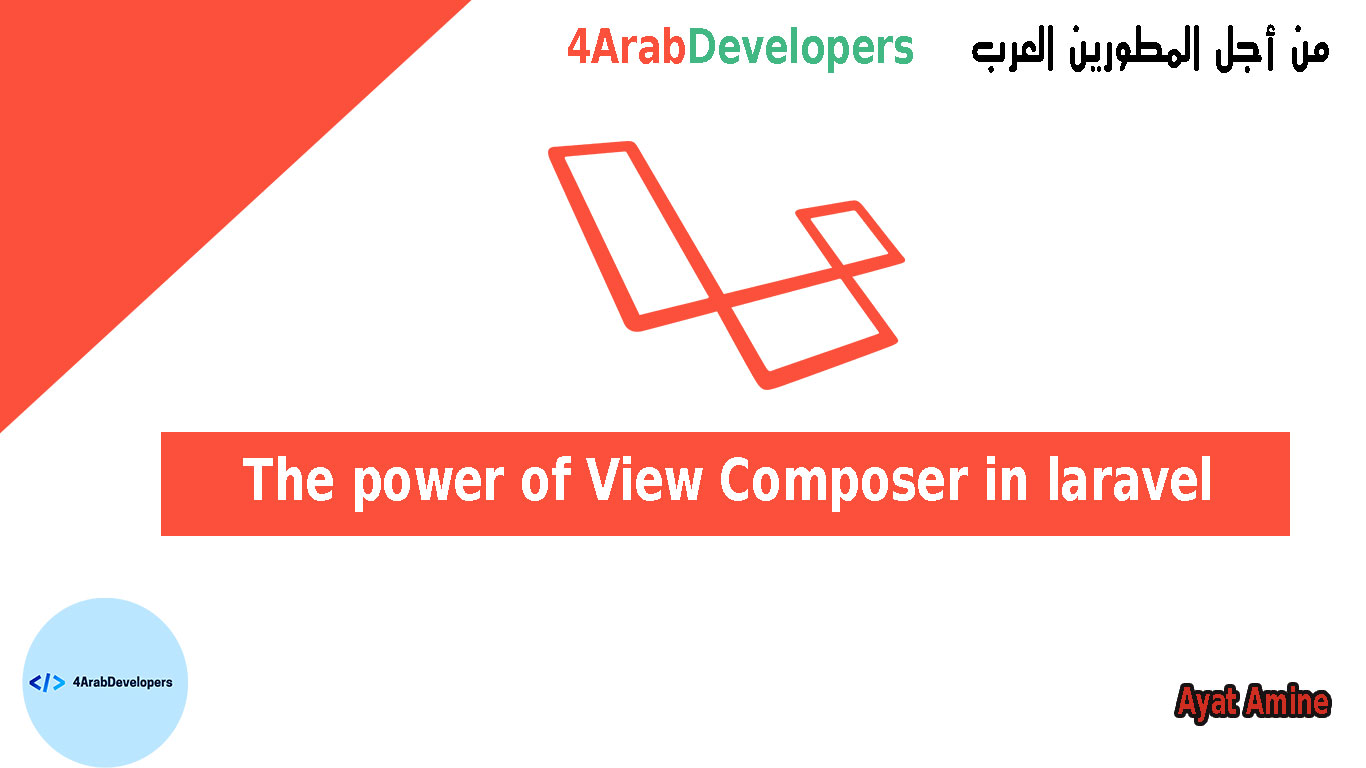 4ArabDevelopers
من أجل المطورين العرب
The power of View Composer in laravel
</> 4ArabDevelopers
Ayat Amine